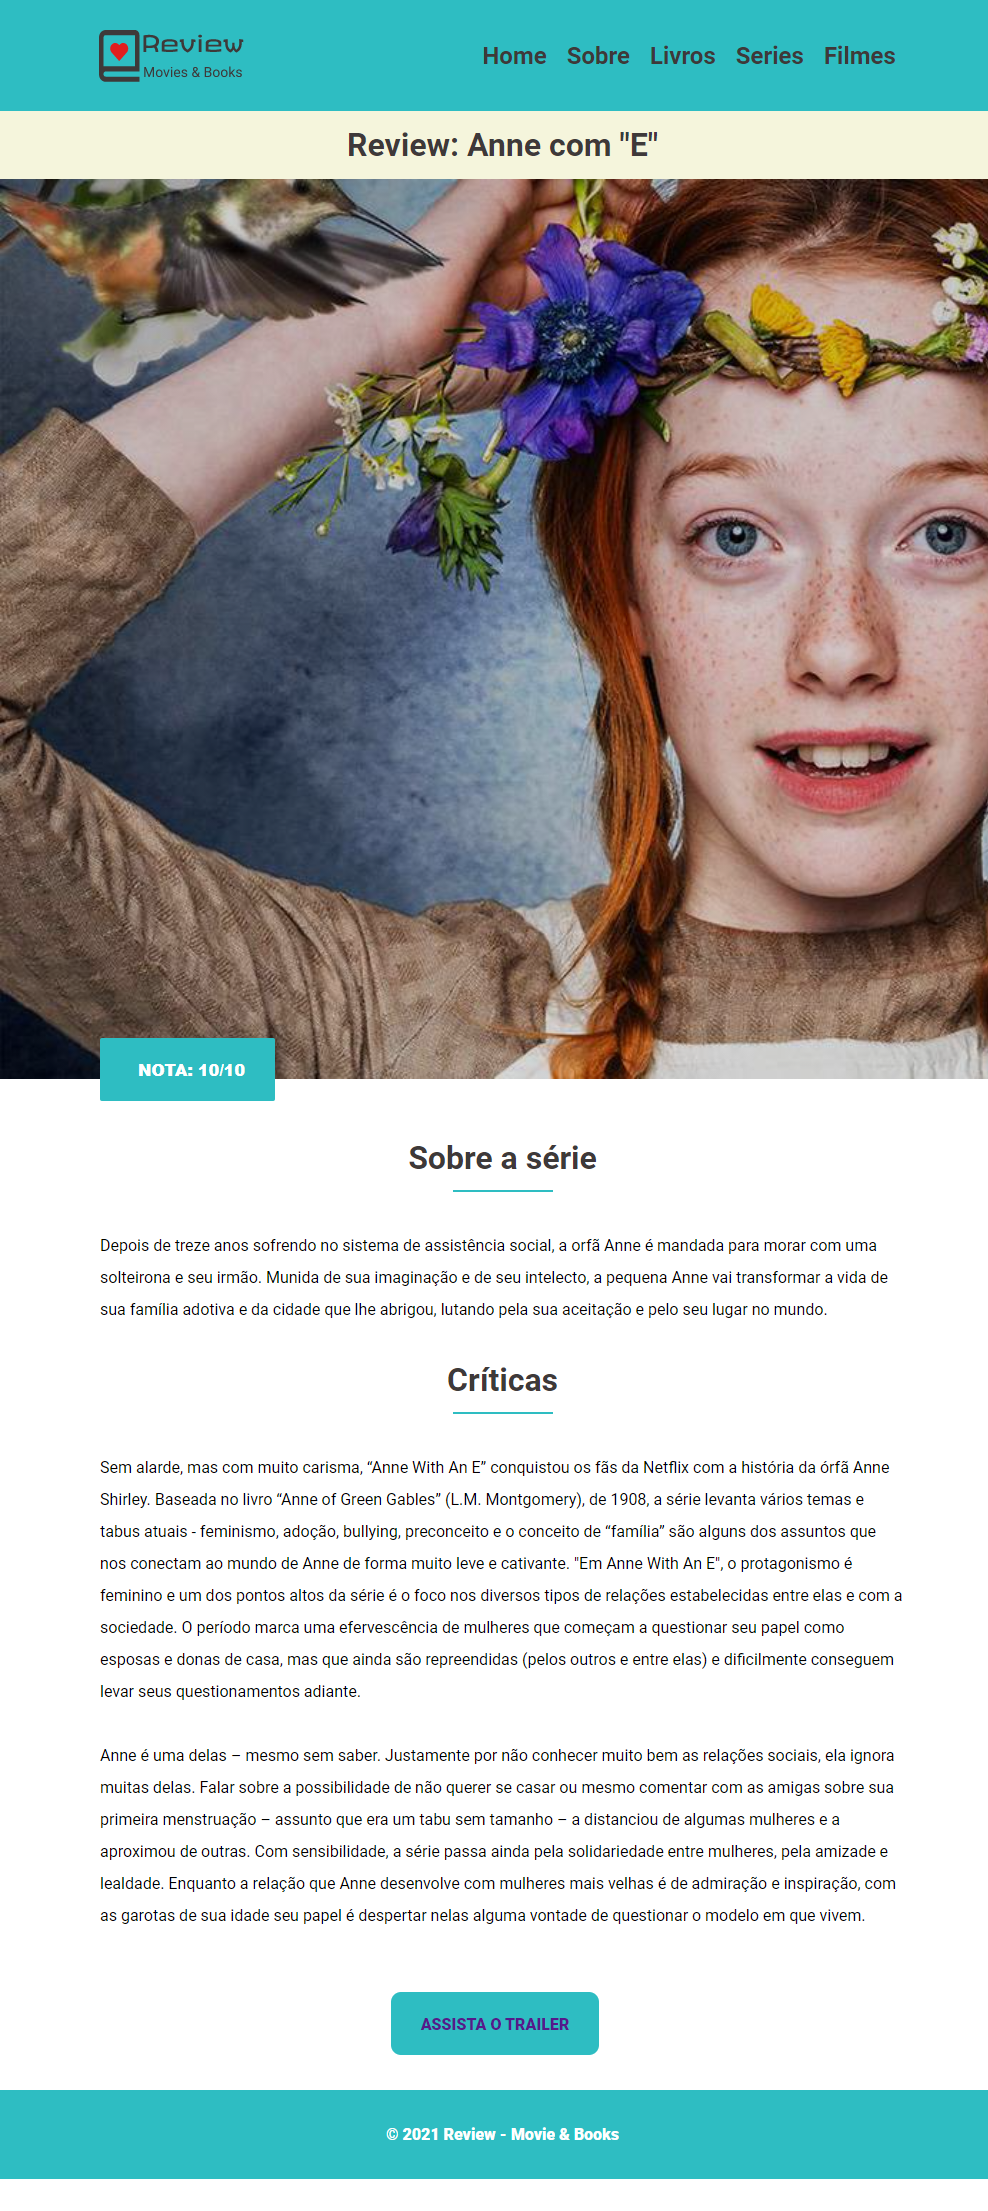 Review
Movies & Books
Home Sobre Livros Series Filmes
Review: Anne com "E"
NOTA: 10/10
Sobre a série
Depois de treze anos sofrendo no sistema de assistência social, a orfã Anne é mandada para morar com uma
solteirona e seu irmão. Munida de sua imaginação e de seu intelecto, a pequena Anne vai transformar a vida de
sua família adotiva e da cidade que lhe abrigou, lutando pela sua aceitação e pelo seu lugar no mundo.
Críticas
Sem alarde, mas com muito carisma, “Anne With An E” conquistou os fãs da Netflix com a história da órfã Anne
Shirley. Baseada no livro “Anne of Green Gables” (L.M. Montgomery), de 1908, a série levanta vários temas e
tabus atuais - feminismo, adoção, bullying, preconceito e o conceito de “família” são alguns dos assuntos que
nos conectam ao mundo de Anne de forma muito leve e cativante. "Em Anne With An E", o protagonismo é
feminino e um dos pontos altos da série é o foco nos diversos tipos de relações estabelecidas entre elas e com a
sociedade. O período marca uma efervescência de mulheres que começam a questionar seu papel como
esposas e donas de casa, mas que ainda são repreendidas (pelos outros e entre elas) e dificilmente conseguem
levar seus questionamentos adiante.
Anne é uma delas – mesmo sem saber. Justamente por não conhecer muito bem as relações sociais, ela ignora
muitas delas. Falar sobre a possibilidade de não querer se casar ou mesmo comentar com as amigas sobre sua
primeira menstruação – assunto que era um tabu sem tamanho – a distanciou de algumas mulheres e a
aproximou de outras. Com sensibilidade, a série passa ainda pela solidariedade entre mulheres, pela amizade e
lealdade. Enquanto a relação que Anne desenvolve com mulheres mais velhas é de admiração e inspiração, com
as garotas de sua idade seu papel é despertar nelas alguma vontade de questionar o modelo em que vivem.
ASSISTA O TRAILER
© 2021 Review - Movie & Books